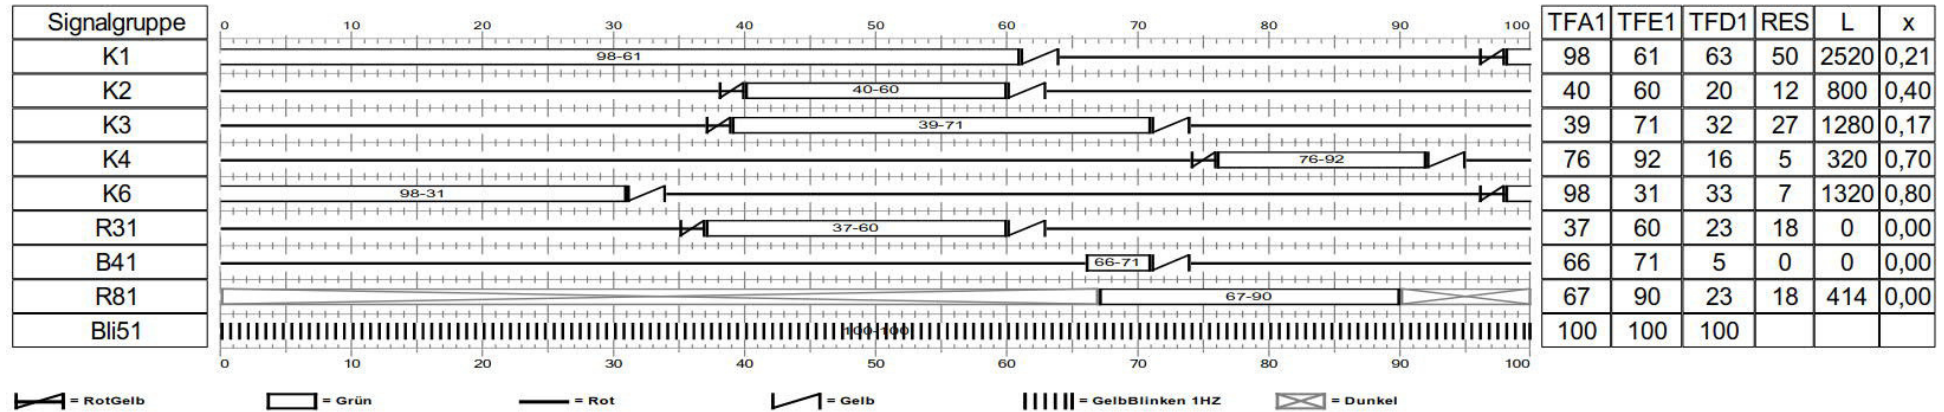 Signalgruppe 0 10 20 30 40 50 60 70 80 90 100 TFA1 TFE1 TFD1 RES L x
K1 98-61 98 61 63 50 2520 0,21
K2 40-60 40 60 20 12 800 0,40
K3 39-71 39 71 32 27 1280 0,17
K4 76-92 76 92 16 5 320 0,70
K6 98-31 98 31 33 7 1320 0,80
R31 37-60 37 60 23 18 0 0,00
B41 66-71 66 71 5 0 0 0,00
R81 67-90 67 90 23 18 414 0,00
Bli51 100-100 100 100 100
0 10 20 30 40 50 60 70 80 90 100
= RotGelb = Grün = Rot = Gelb = GelbBlinken 1HZ = Dunkel